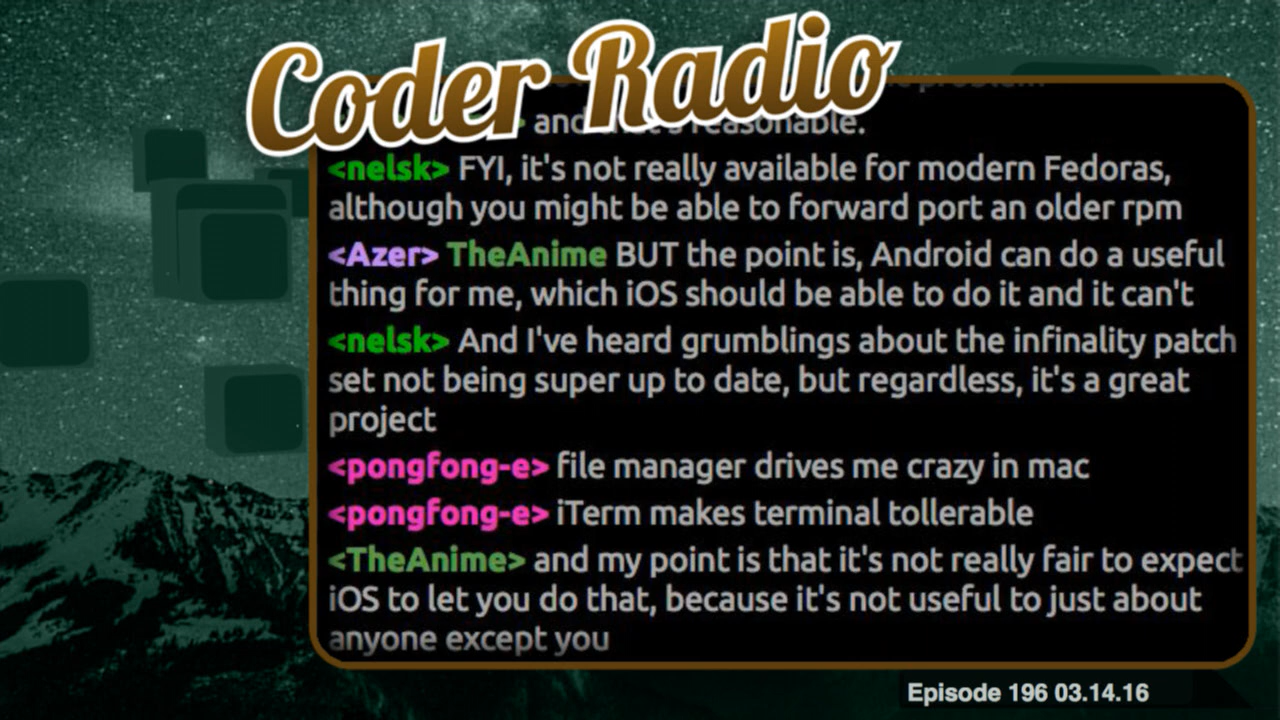 Coder Radio
problem
and that's reasonable.
<nelsk> FYI, it's not really available for modern Fedoras,
although you might be able to forward port an older rpm
<Azer> TheAnime BUT the point is, Android can do a useful
thing for me, which iOS should be able to do it and it can't
<nelsk> And I've heard grumblings about the infinality patch
set not being super up to date, but regardless, it's a great
project
<pongfong-e> file manager drives me crazy in mac
<pongfong-e> iTerm makes terminal tollerable
<TheAnime> and my point is that it's not really fair to expect
iOS to let you do that, because it's not useful to just about
anyone except you
Episode 196 03.14.16